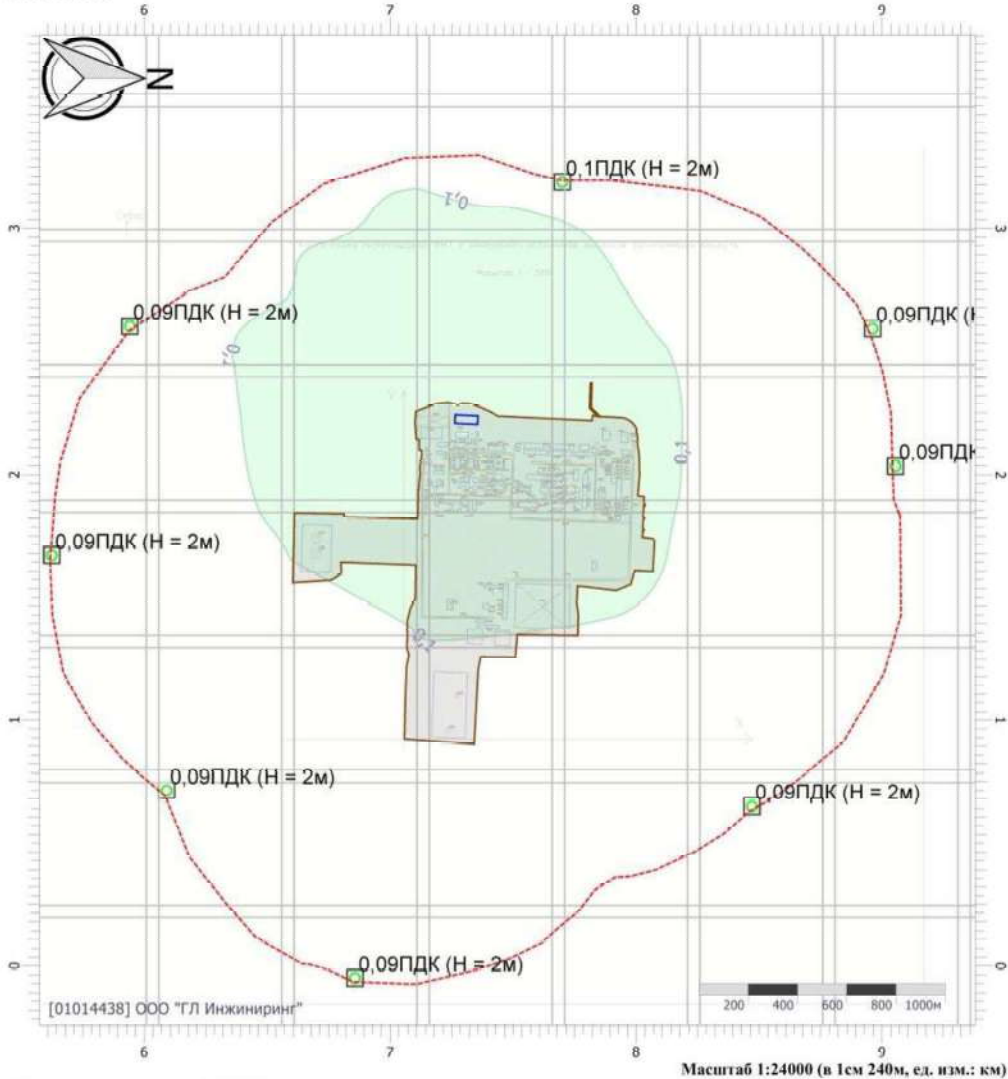 6 7 8 9
N
0,1ПДК (Н = 2м)
0,1
3 3
0,09ПДК (Н = 2м)
0,09ПДК (Н
0,1
0,1
0,09ПДК
2 2
0,09ПДК (Н = 2м)
0,1
1 1
0,09ПДК (Н = 2м)
0,09ПДК (Н = 2м)
0,09ПДК (Н = 2м)
0 0
[01014438] ООО "ГЛ Инжиниринг"
200 400 600 800 1000м
6 7 8 9
Масштаб 1:24000 (в 1см 240м, ед. изм.: км)